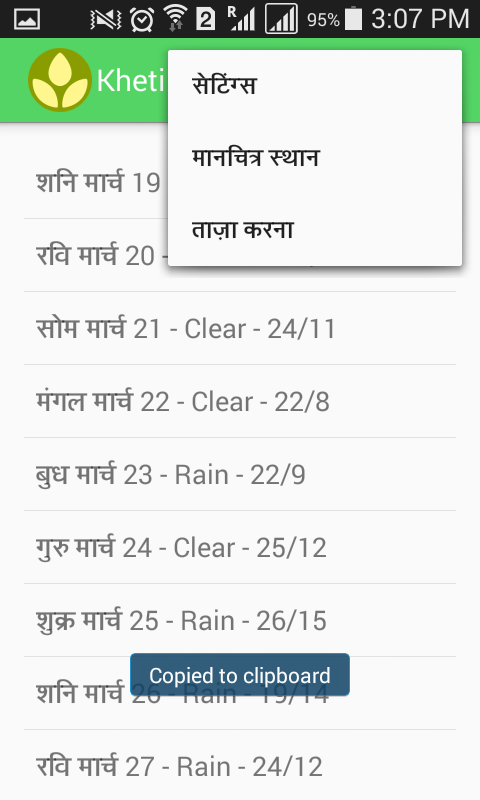 R
2
95%
3:07 PM
Kheti
सेटिंग्स
मानचित्र स्थान
ताज़ा करना
शनि मार्च 19
रवि मार्च 20 -
सोम मार्च 21 - Clear - 24/11
मंगल मार्च 22 - Clear - 22/8
बुध मार्च 23 - Rain - 22/9
गुरु मार्च 24 - Clear - 25/12
शुक्र मार्च 25 - Rain - 26/15
Copied to clipboard
शनि मार्च 26 - Rain - 19/14
रवि मार्च 27 - Rain - 24/12